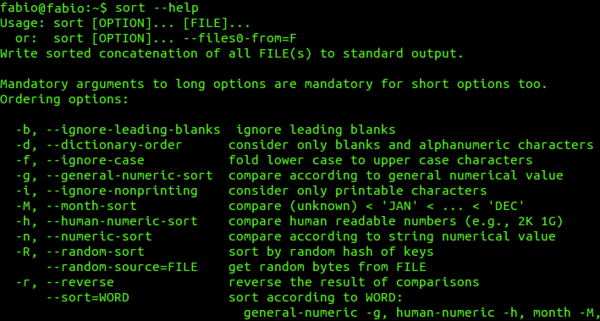 fabio@fabio:~$ sort --help
Usage: sort [OPTION]... [FILE]...
  or:  sort [OPTION]... --files0-from=F
Write sorted concatenation of all FILE(s) to standard output.

Mandatory arguments to long options are mandatory for short options too.
Ordering options:

  -b, --ignore-leading-blanks  ignore leading blanks
  -d, --dictionary-order      consider only blanks and alphanumeric characters
  -f, --ignore-case           fold lower case to upper case characters
  -g, --general-numeric-sort  compare according to general numerical value
  -i, --ignore-nonprinting    consider only printable characters
  -M, --month-sort            compare (unknown) < 'JAN' < ... < 'DEC'
  -h, --human-numeric-sort    compare human readable numbers (e.g., 2K 1G)
  -n, --numeric-sort          compare according to string numerical value
  -R, --random-sort           sort by random hash of keys
      --random-source=FILE    get random bytes from FILE
  -r, --reverse               reverse the result of comparisons
      --sort=WORD             sort according to WORD:
                                general-numeric -g, human-numeric -h, month -M,